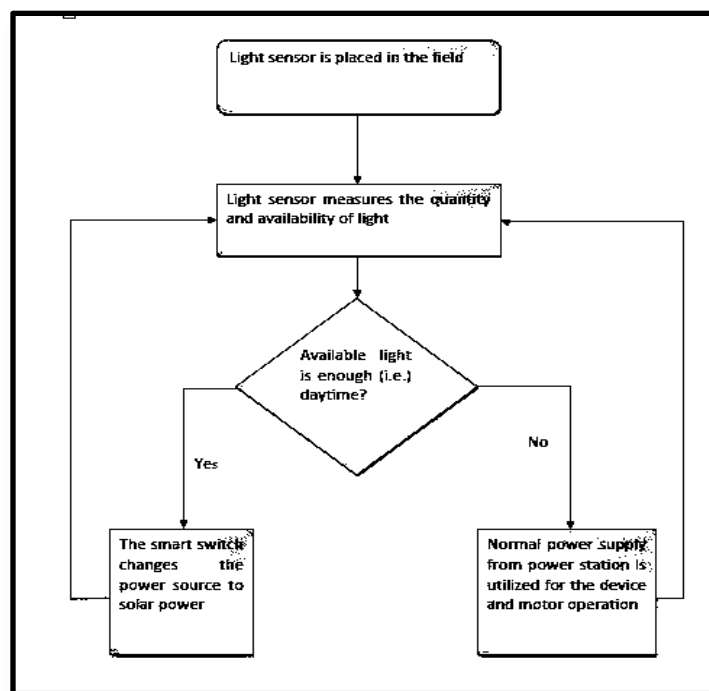 Light sensor is placed in the field
Light sensor measures the quantity
and availability of light
Available light
is enough (i.e.)
daytime?
Yes
No
The smart switch
changes the
power source to
solar power
Normal power supply
from power station is
utilized for the device
and motor operation